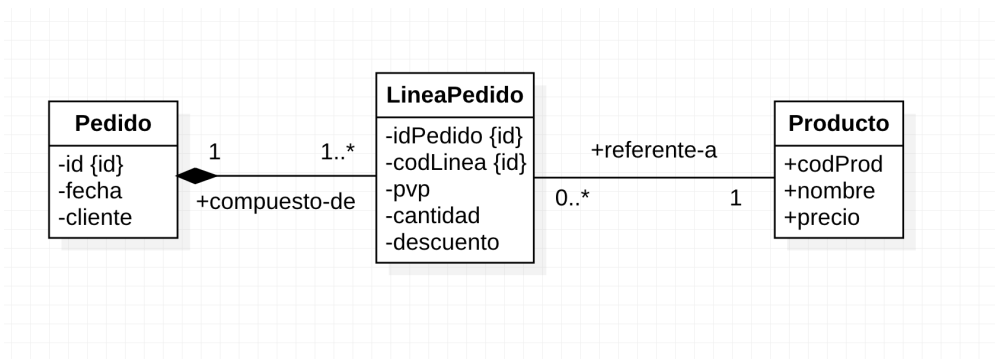 Pedido
-id {id}
-fecha
-cliente
1
1..*
+compuesto-de
LineaPedido
-idPedido {id}
-codLinea {id}
-pvp
-cantidad
-descuento
+referente-a
0..*
1
Producto
+codProd
+nombre
+precio